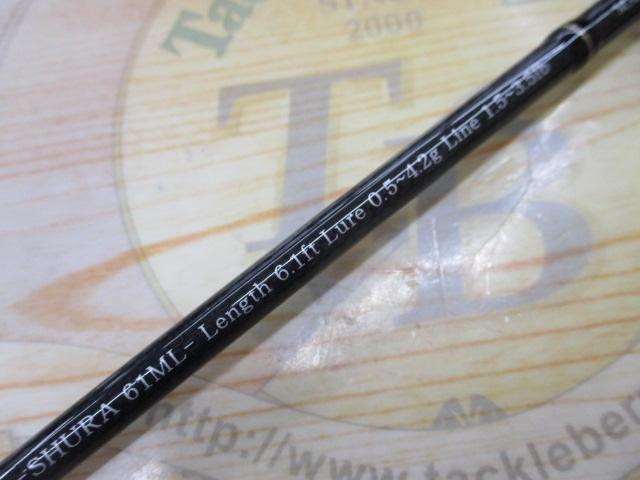 -SHURA 61ML- Length 6.1ft Lure 0.5~4.2g Line 1.5~3.5lb
2000
TB
http://www.tackleber